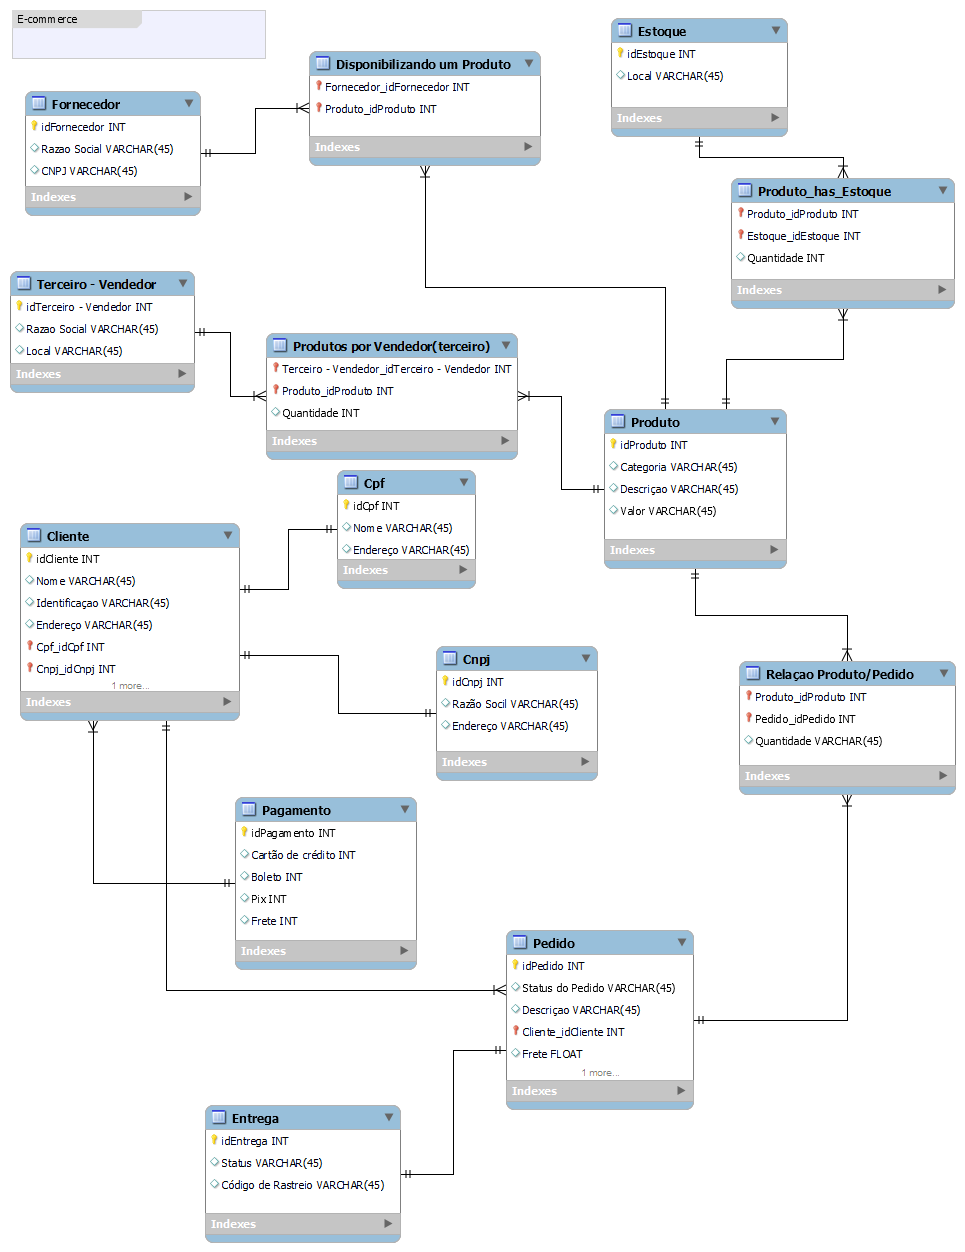 E-commerce
Estoque
idEstoque INT
Local VARCHAR(45)
Indexes
Disponibilizando um Produto
Fornecedor_idFornecedor INT
Produto_idProduto INT
Indexes
Fornecedor
idFornecedor INT
Razao Social VARCHAR(45)
CNPJ VARCHAR(45)
Indexes
Produto_has_Estoque
Produto_idProduto INT
Estoque_idEstoque INT
Quantidade INT
Indexes
Terceiro - Vendedor
idTerceiro - Vendedor INT
Razao Social VARCHAR(45)
Local VARCHAR(45)
Indexes
Produtos por Vendedor(terceiro)
Terceiro - Vendedor_idTerceiro - Vendedor INT
Produto_idProduto INT
Quantidade INT
Indexes
Produto
idProduto INT
Categoria VARCHAR(45)
Descriçao VARCHAR(45)
Valor VARCHAR(45)
Indexes
Cpf
idCpf INT
Nome VARCHAR(45)
Endereço VARCHAR(45)
Indexes
Cliente
idCliente INT
Nome VARCHAR(45)
Identificaçao VARCHAR(45)
Endereço VARCHAR(45)
Cpf_idCpf INT
Cnpj_idCnpj INT
1 more...
Indexes
Cnpj
idCnpj INT
Razão Socil VARCHAR(45)
Endereço VARCHAR(45)
Indexes
Relaçao Produto/Pedido
Produto_idProduto INT
Pedido_idPedido INT
Quantidade VARCHAR(45)
Indexes
Pagamento
idPagamento INT
Cartão de crédito INT
Boleto INT
Pix INT
Frete INT
Indexes
Pedido
idPedido INT
Status do Pedido VARCHAR(45)
Descriçao VARCHAR(45)
Cliente_idCliente INT
Frete FLOAT
1 more...
Indexes
Entrega
idEntrega INT
Status VARCHAR(45)
Código de Rastreio VARCHAR(45)
Indexes